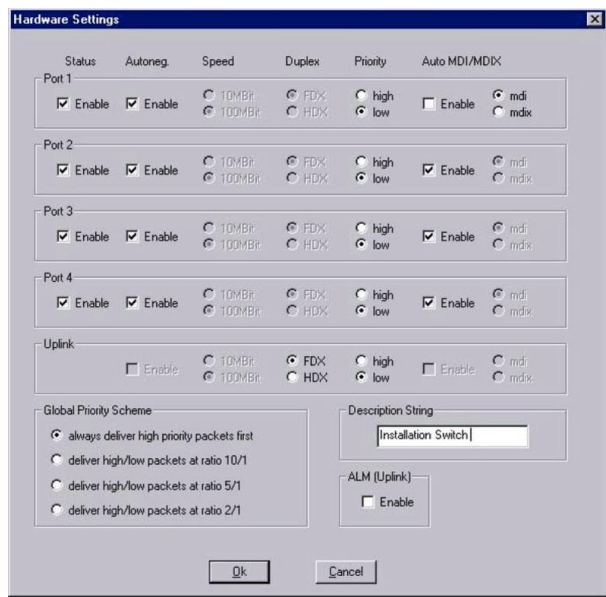 Hardware Settings
Status Autoneg. Speed Duplex Priority Auto MDI/MDIX
Port 1
Enable Enable 10MBit FDX high Enable mdi
100MBit HDX low mdix
Port 2
Enable Enable 10MBit FDX high Enable mdi
100MBit HDX low mdix
Port 3
Enable Enable 10MBit FDX high Enable mdi
100MBit HDX low mdix
Port 4
Enable Enable 10MBit FDX high Enable mdi
100MBit HDX low mdix
Uplink
Enable 10MBit FDX high Enable mdi
100MBit HDX low mdix
Global Priority Scheme
always deliver high priority packets first
deliver high/low packets at ratio 10/1
deliver high/low packets at ratio 5/1
deliver high/low packets at ratio 2/1
Description String
Installation Switch
ALM (Uplink)
Enable
Ok Cancel